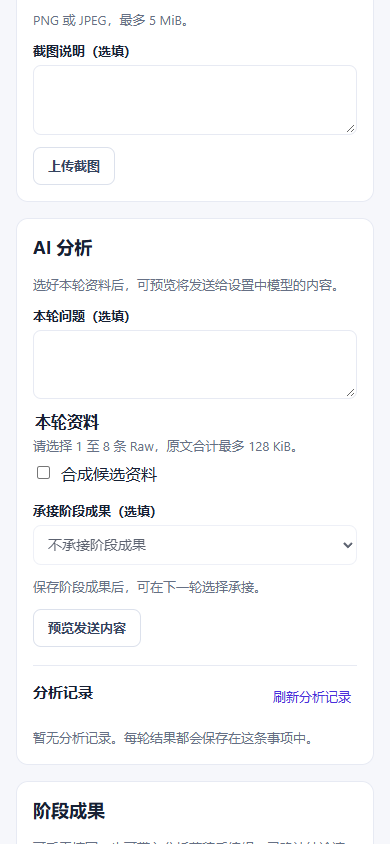 PNG 或 JPEG，最多 5 MiB。
截图说明（选填）
上传截图
AI 分析
选好本轮资料后，可预览将发送给设置中模型的内容。
本轮问题（选填）
本轮资料
请选择 1 至 8 条 Raw，原文合计最多 128 KiB。
合成候选资料
承接阶段成果（选填）
不承接阶段成果
保存阶段成果后，可在下一轮选择承接。
预览发送内容
分析记录
刷新分析记录
暂无分析记录。每轮结果都会保存在这条事项中。
阶段成果